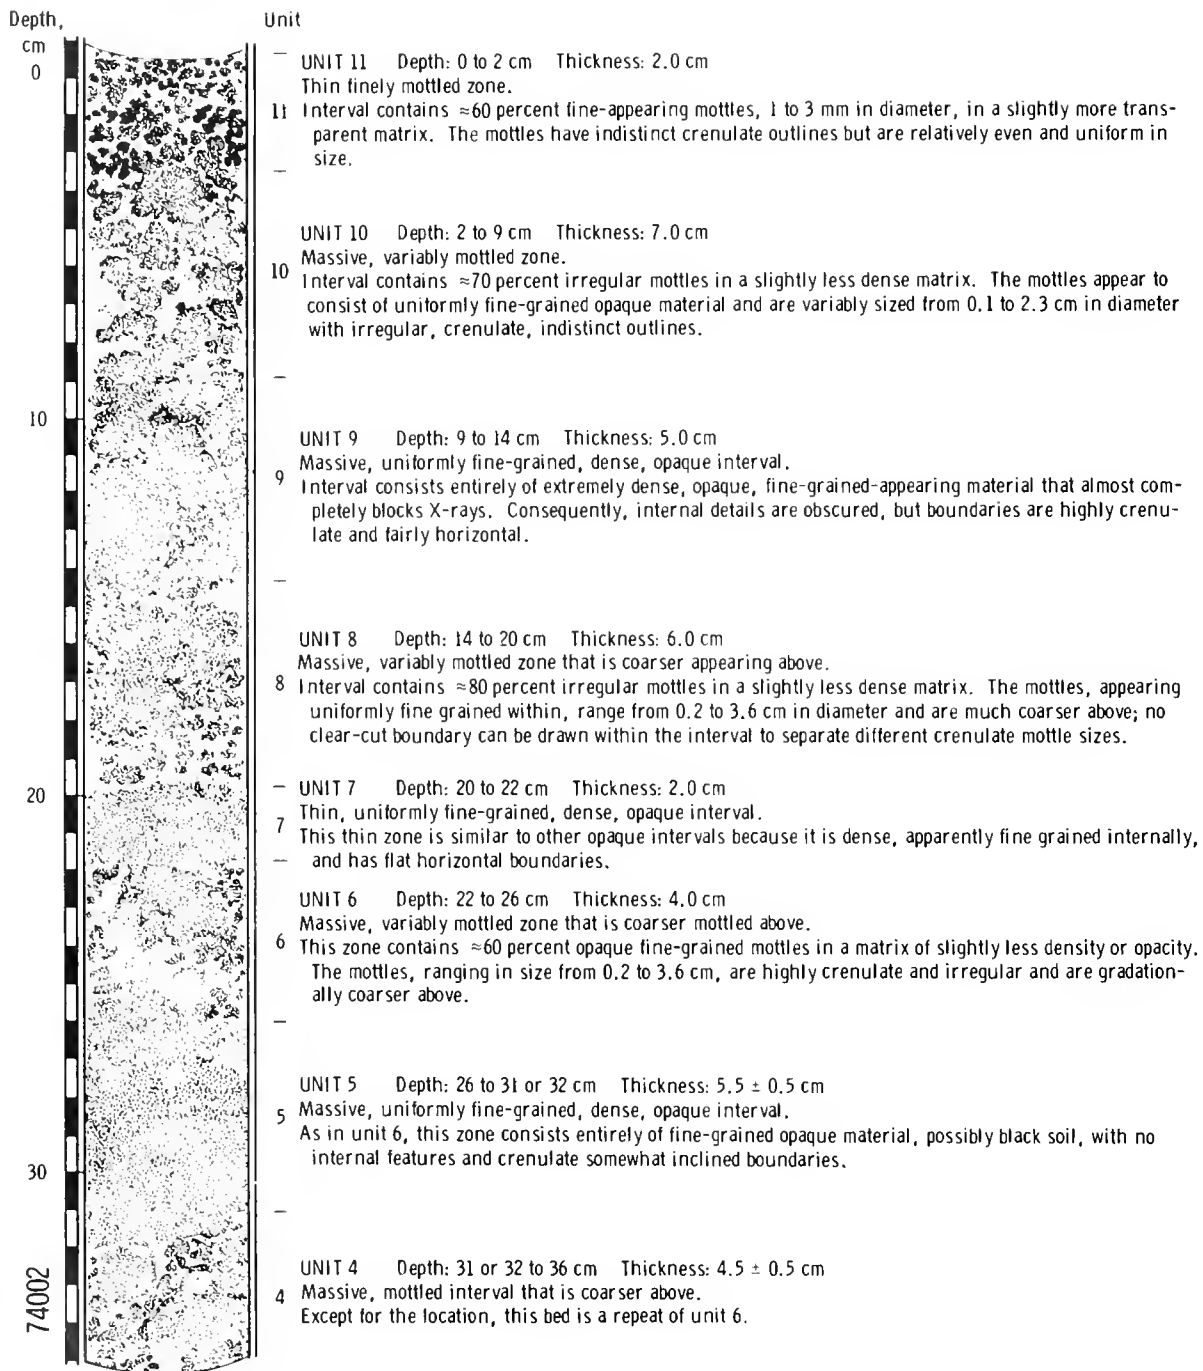 Depth,
cm
Unit
0
UNIT 11 Depth: 0 to 2 cm Thickness: 2.0 cm
Thin finely mottled zone.
11 Interval contains ≈60 percent fine-appearing mottles, 1 to 3 mm in diameter, in a slightly more trans-
parent matrix. The mottles have indistinct crenulate outlines but are relatively even and uniform in
size.
UNIT 10 Depth: 2 to 9 cm Thickness: 7.0 cm
Massive, variably mottled zone.
10 Interval contains ≈70 percent irregular mottles in a slightly less dense matrix. The mottles appear to
consist of uniformly fine-grained opaque material and are variably sized from 0.1 to 2.3 cm in diameter
with irregular, crenulate, indistinct outlines.
10
UNIT 9 Depth: 9 to 14 cm Thickness: 5.0 cm
Massive, uniformly fine-grained, dense, opaque interval.
9 Interval consists entirely of extremely dense, opaque, fine-grained-appearing material that almost com-
pletely blocks X-rays. Consequently, internal details are obscured, but boundaries are highly crenu-
late and fairly horizontal.
UNIT 8 Depth: 14 to 20 cm Thickness: 6.0 cm
Massive, variably mottled zone that is coarser appearing above.
8 Interval contains ≈80 percent irregular mottles in a slightly less dense matrix. The mottles, appearing
uniformly fine grained within, range from 0.2 to 3.6 cm in diameter and are much coarser above; no
clear-cut boundary can be drawn within the interval to separate different crenulate mottle sizes.
20
UNIT 7 Depth: 20 to 22 cm Thickness: 2.0 cm
Thin, uniformly fine-grained, dense, opaque interval.
7 This thin zone is similar to other opaque intervals because it is dense, apparently fine grained internally,
and has flat horizontal boundaries.
UNIT 6 Depth: 22 to 26 cm Thickness: 4.0 cm
Massive, variably mottled zone that is coarser mottled above.
6 This zone contains ≈60 percent opaque fine-grained mottles in a matrix of slightly less density or opacity.
The mottles, ranging in size from 0.2 to 3.6 cm, are highly crenulate and irregular and are gradation-
ally coarser above.
UNIT 5 Depth: 26 to 31 or 32 cm Thickness: 5.5 ± 0.5 cm
Massive, uniformly fine-grained, dense, opaque interval.
5 As in unit 6, this zone consists entirely of fine-grained opaque material, possibly black soil, with no
internal features and crenulate somewhat inclined boundaries.
30
UNIT 4 Depth: 31 or 32 to 36 cm Thickness: 4.5 ± 0.5 cm
Massive, mottled interval that is coarser above.
4 Except for the location, this bed is a repeat of unit 6.
74002